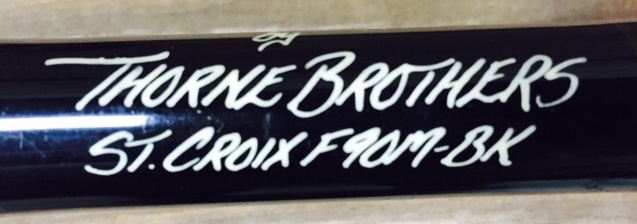 THORNE BROTHERS
ST. CROIX F90M-BK